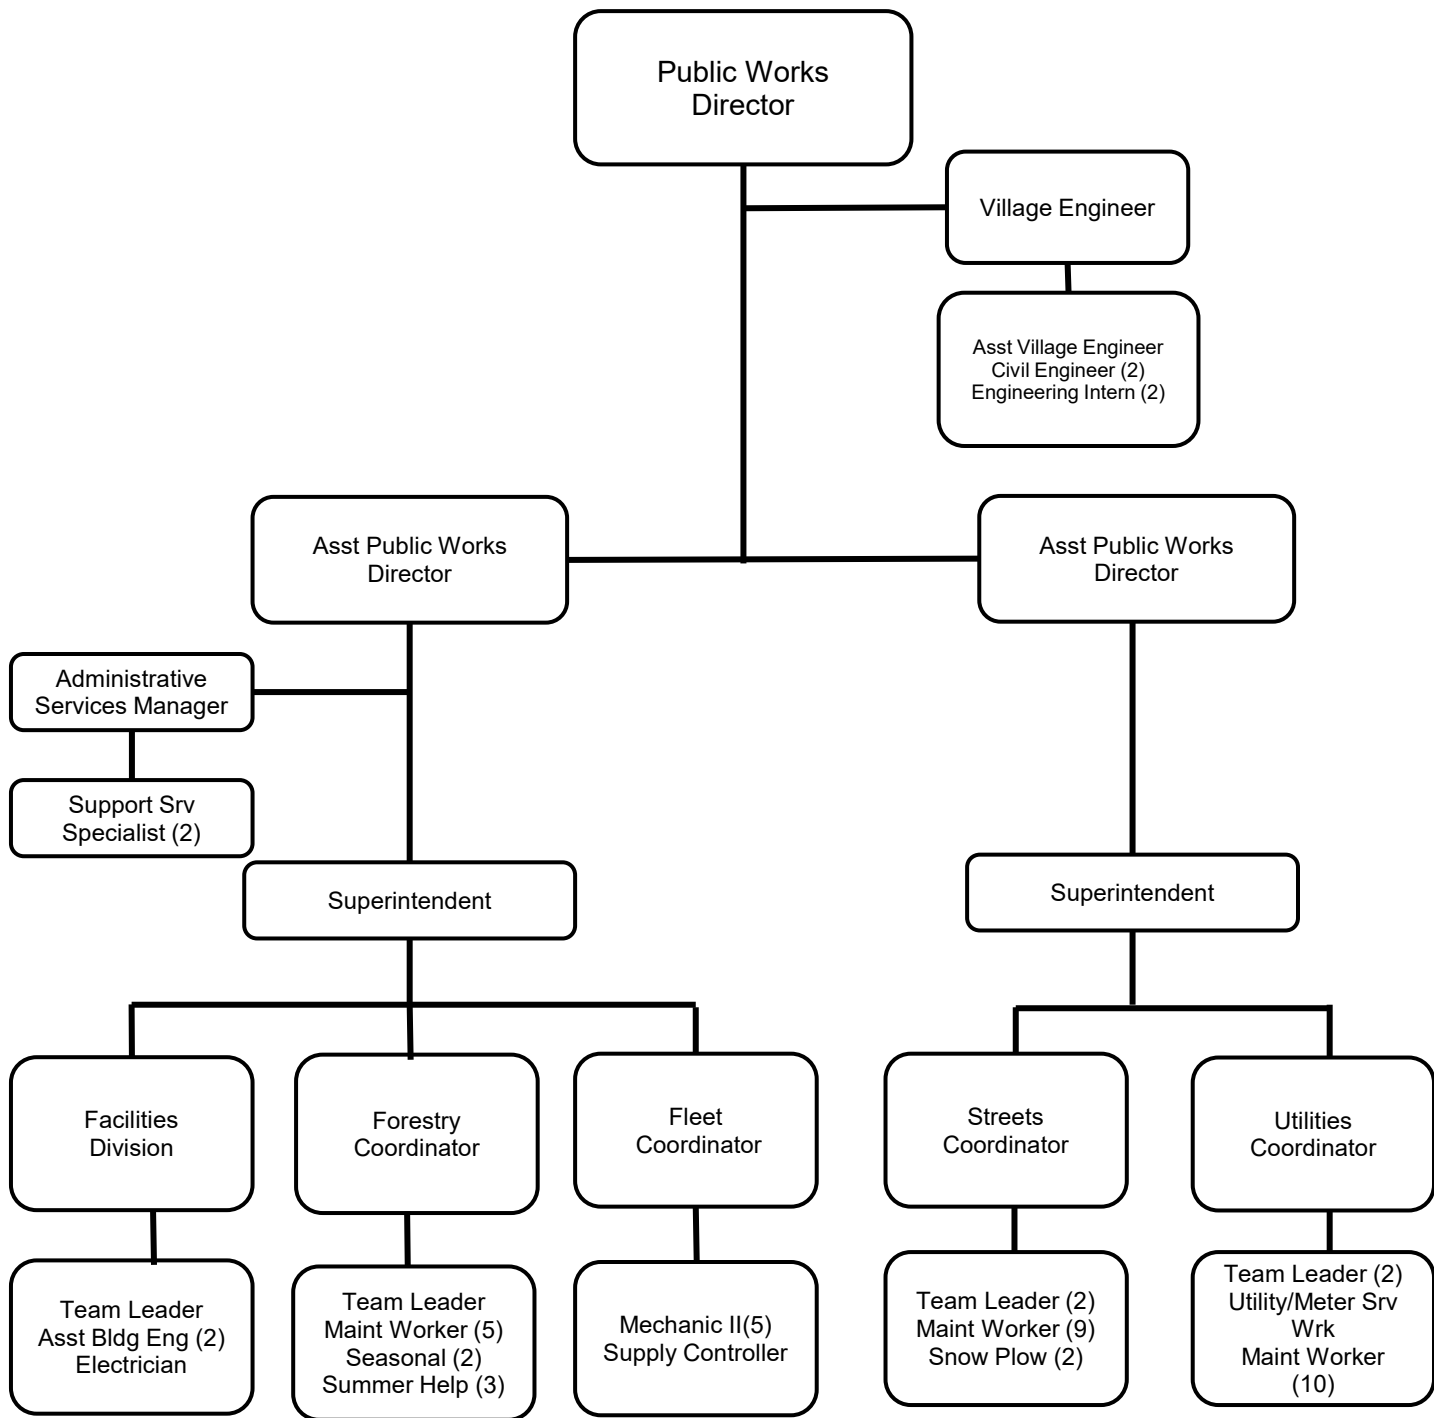 Public Works
Director
Village Engineer
Asst Village Engineer
Civil Engineer (2)
Engineering Intern (2)
Asst Public Works
Director
Asst Public Works
Director
Administrative
Services Manager
Support Srv
Specialist (2)
Superintendent
Superintendent
Facilities
Division
Forestry
Coordinator
Fleet
Coordinator
Streets
Coordinator
Utilities
Coordinator
Team Leader
Asst Bldg Eng (2)
Electrician
Team Leader
Maint Worker (5)
Seasonal (2)
Summer Help (3)
Mechanic II(5)
Supply Controller
Team Leader (2)
Maint Worker (9)
Snow Plow (2)
Team Leader (2)
Utility/Meter Srv
Wrk
Maint Worker
(10)